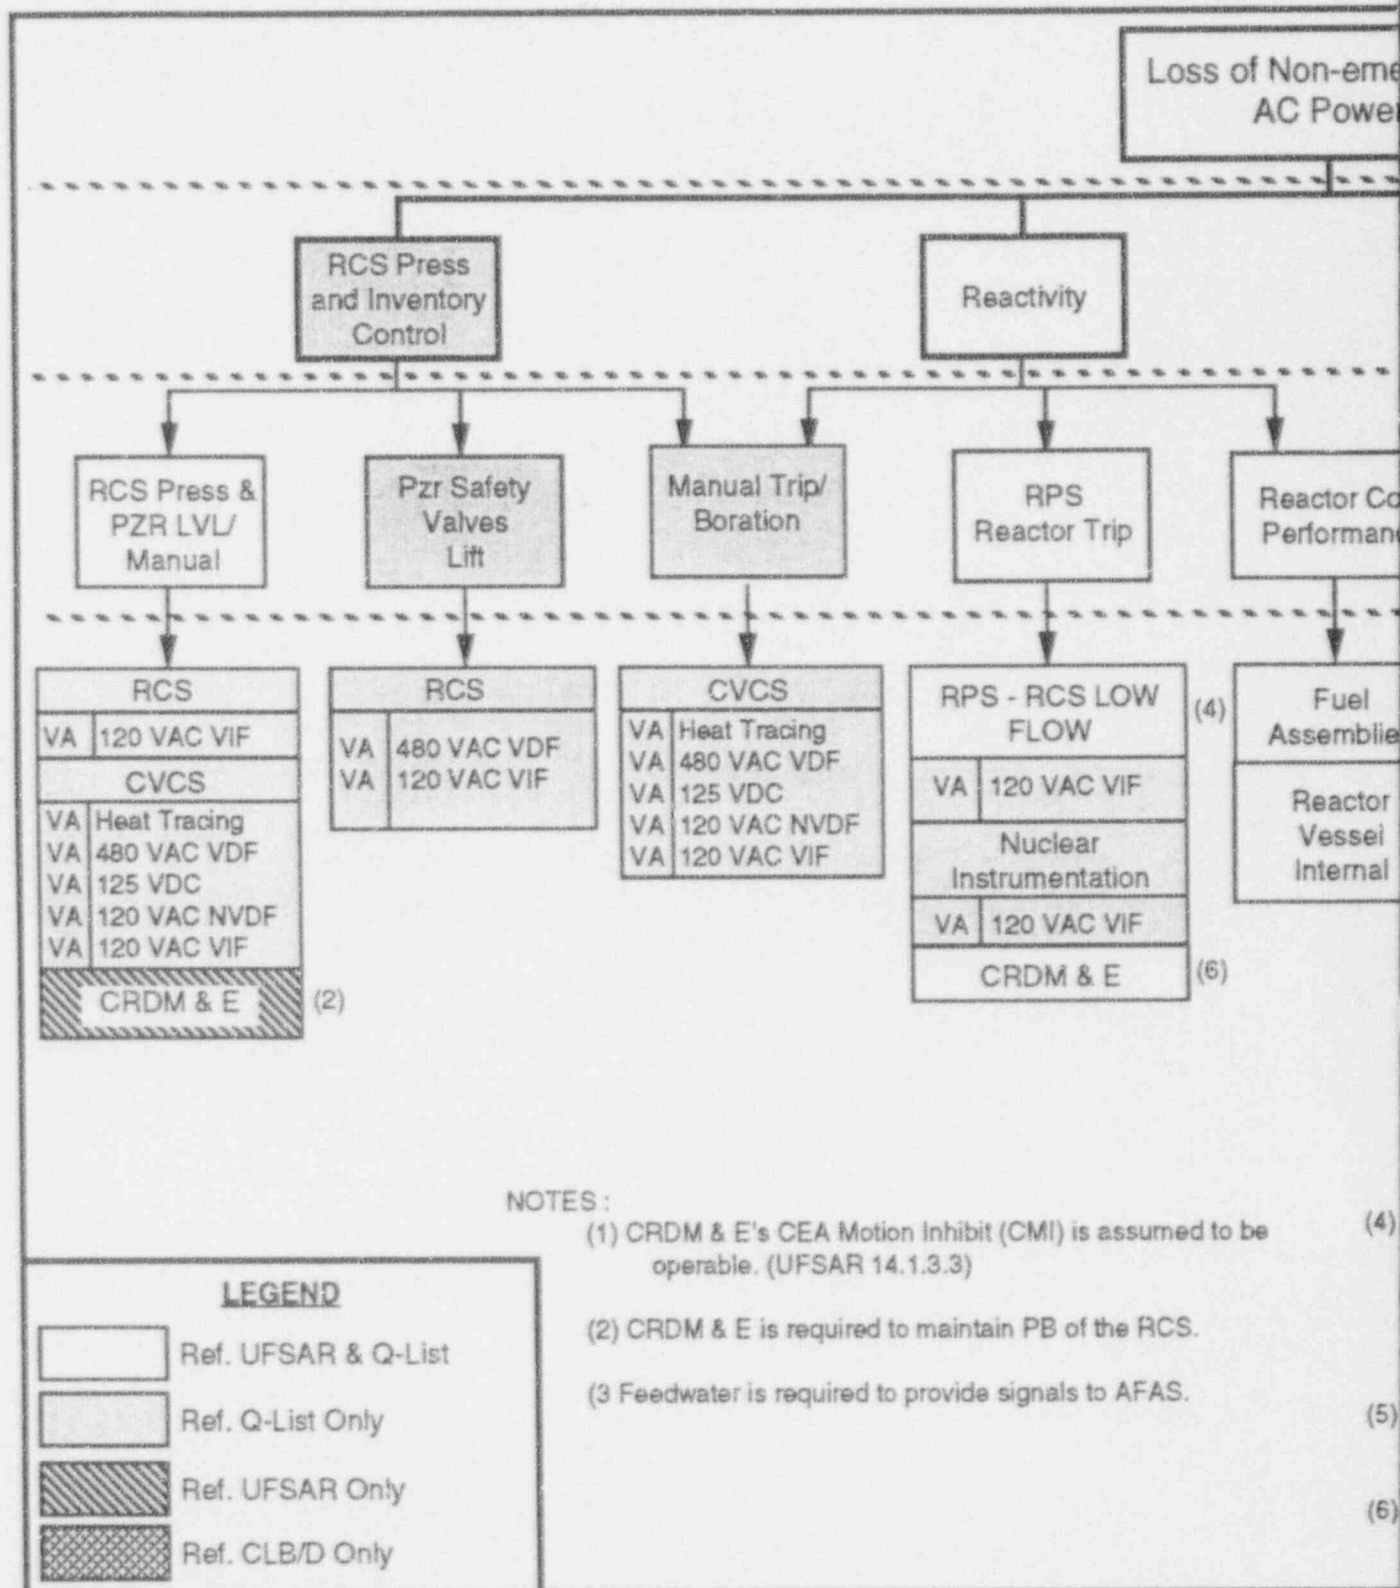 Loss of Non-eme
AC Power
RCS Press
and Inventory
Control
Reactivity
RCS Press &
PZR LVL/
Manual
Pzr Safety
Valves
Lift
Manual Trip/
Boration
RPS
Reactor Trip
Reactor Co
Performanc
RCS
VA 120 VAC VIF
CVCS
VA Heat Tracing
VA 480 VAC VDF
VA 125 VDC
VA 120 VAC NVDF
VA 120 VAC VIF
CRDM & E (2)
RCS
VA 480 VAC VDF
VA 120 VAC VIF
CVCS
VA Heat Tracing
VA 480 VAC VDF
VA 125 VDC
VA 120 VAC NVDF
VA 120 VAC VIF
RPS - RCS LOW
FLOW
(4)
VA 120 VAC VIF
Nuclear
Instrumentation
VA 120 VAC VIF
CRDM & E (6)
Fuel
Assemblie
Reactor
Vessel
Internal
NOTES :
(1) CRDM & E's CEA Motion Inhibit (CMI) is assumed to be
operable. (UFSAR 14.1.3.3)
(2) CRDM & E is required to maintain PB of the RCS.
(3 Feedwater is required to provide signals to AFAS.
(4)
(5)
(6)
LEGEND
Ref. UFSAR & Q-List
Ref. Q-List Only
Ref. UFSAR Only
Ref. CLB/D Only